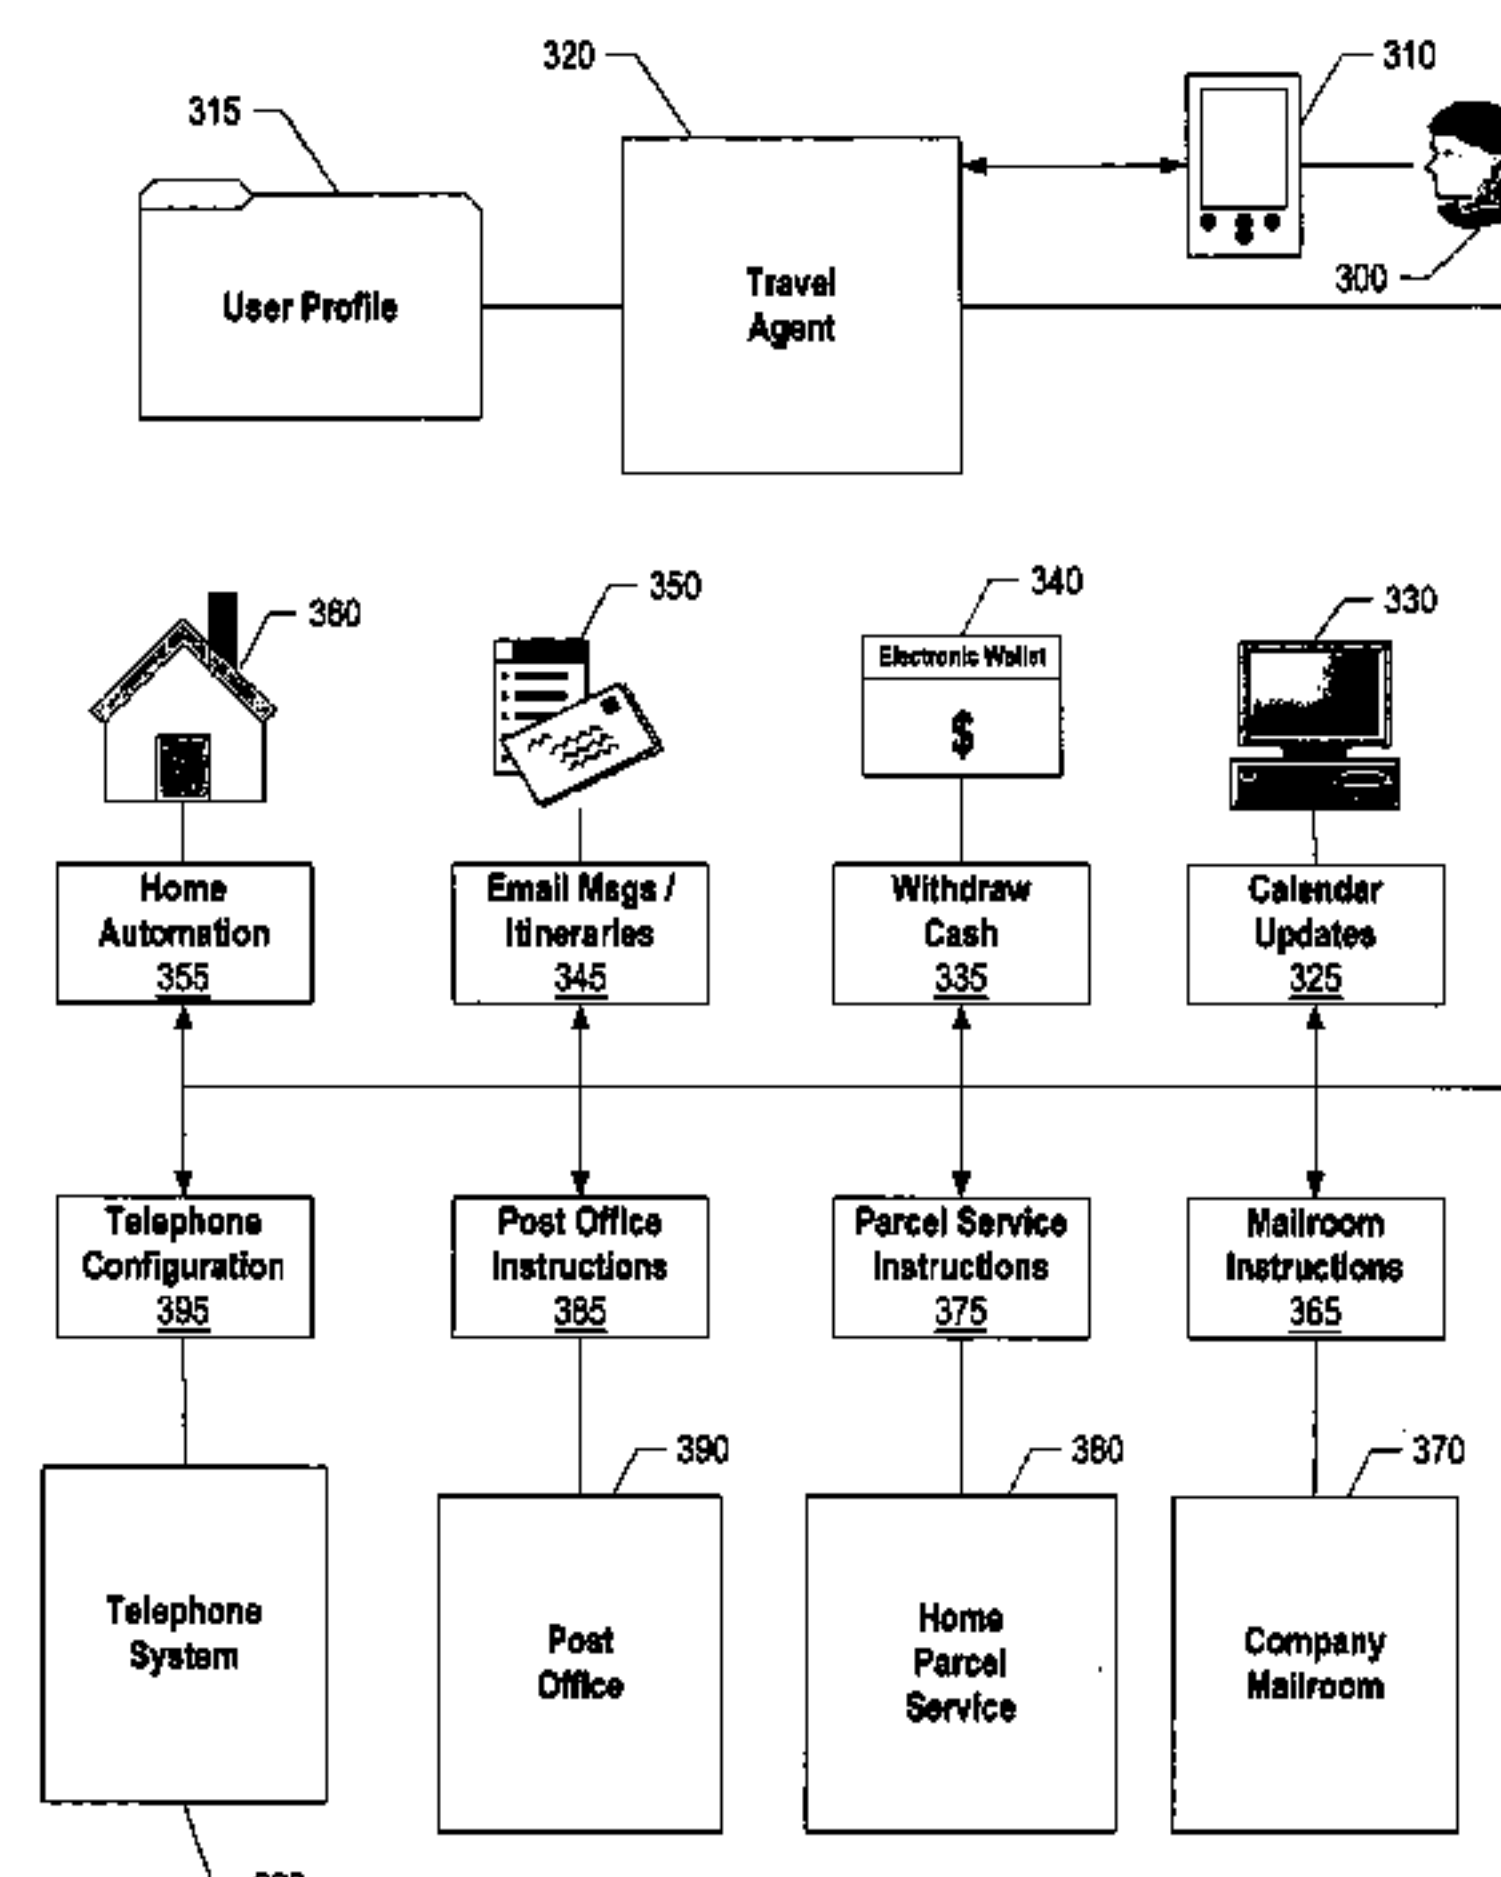 320
310
315
User Profile
Travel
Agent
300
360
350
340
330
Electronic Wallet
$
Home
Automation
355
Email Msgs /
Itineraries
345
Withdraw
Cash
335
Calendar
Updates
325
Telephone
Configuration
395
Post Office
Instructions
385
Parcel Service
Instructions
375
Mailroom
Instructions
365
390
380
370
Telephone
System
Post
Office
Home
Parcel
Service
Company
Mailroom